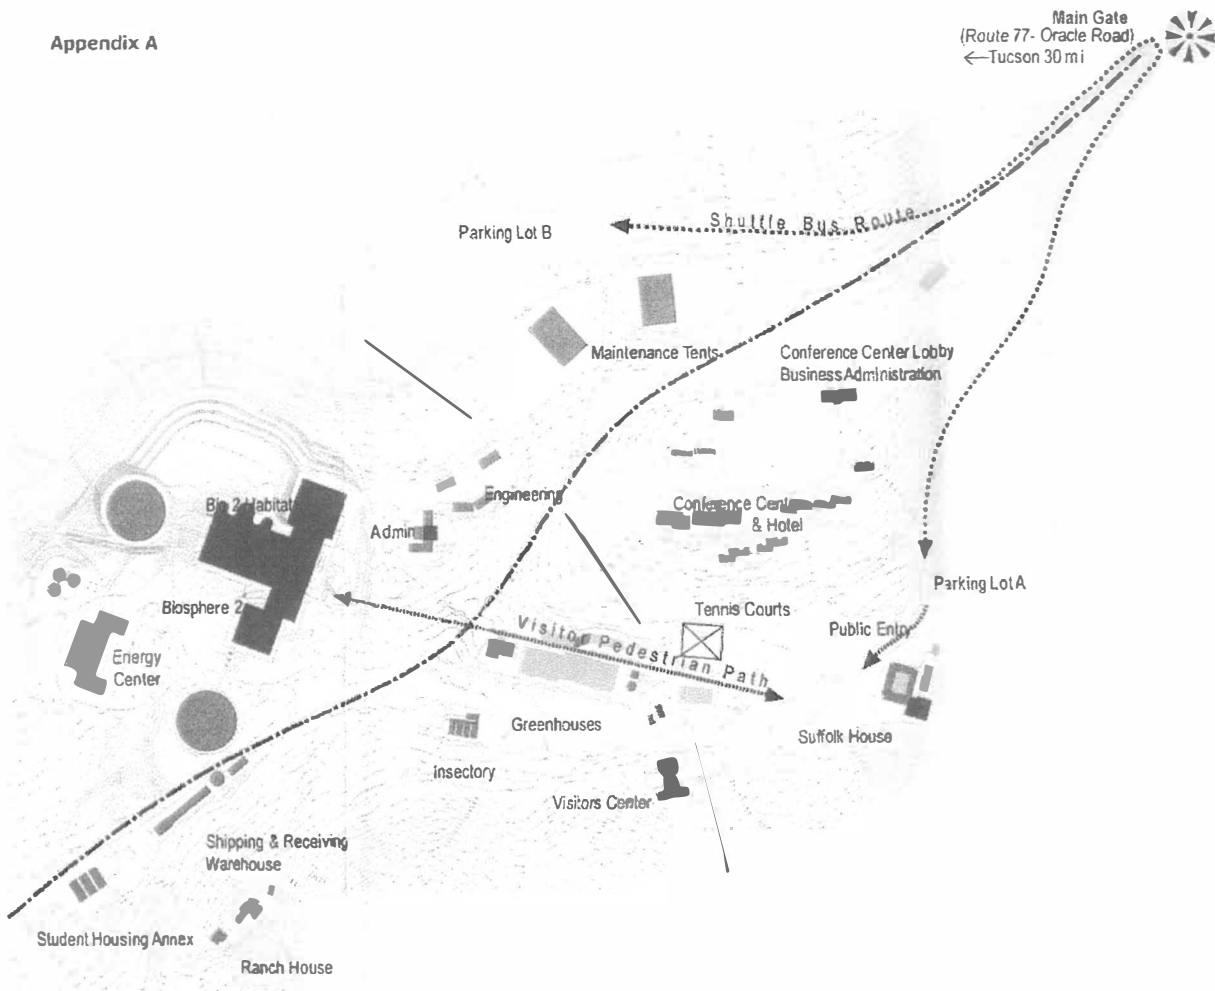 Appendix A
Main Gate
(Route 77- Oracle Road)
←Tucson 30 mi
Shuttle Bus Route
Parking Lot B
Maintenance Tents
Conference Center Lobby
Business Administration
Bio 2 Habitat
Engineering
Admin
Conference Cent
& Hotel
Parking Lot A
Biosphere 2
Tennis Courts
Visitor Pedestrian Path
Public Entry
Energy
Center
Greenhouses
Suffolk House
Insectory
Visitors Center
Shipping & Receiving
Warehouse
Student Housing Annex
Ranch House